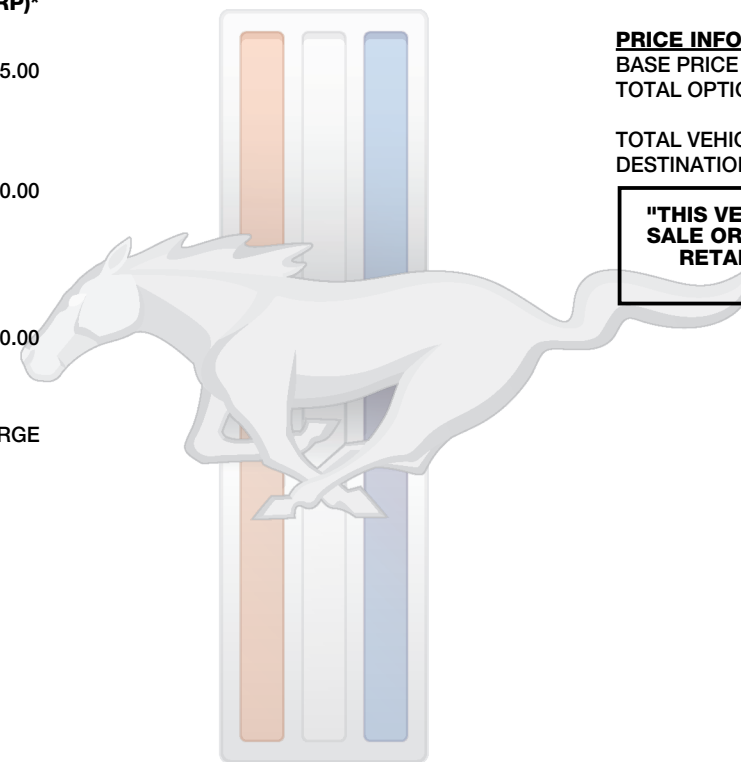 RP)*
5.00
0.00
0.00
RGE
PRICE INFO
BASE PRICE
TOTAL OPTIO
TOTAL VEHIC
DESTINATION
"THIS VE
SALE OR
RETAI